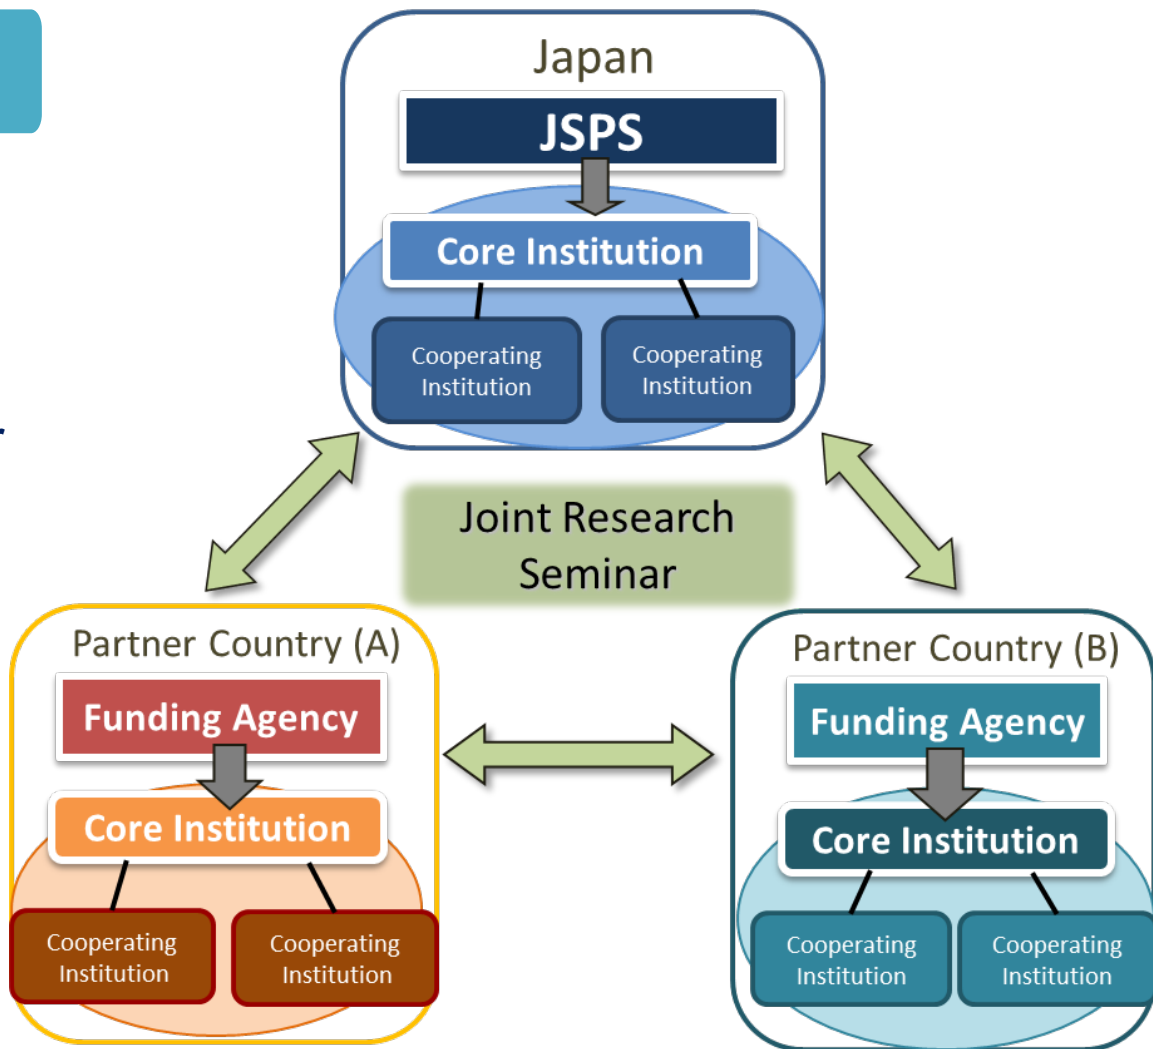 Japan
JSPS
Core Institution
Cooperating
Institution
Cooperating
Institution
Joint Research
Seminar
Partner Country (A)
Funding Agency
Core Institution
Cooperating
Institution
Cooperating
Institution
Partner Country (B)
Funding Agency
Core Institution
Cooperating
Institution
Cooperating
Institution